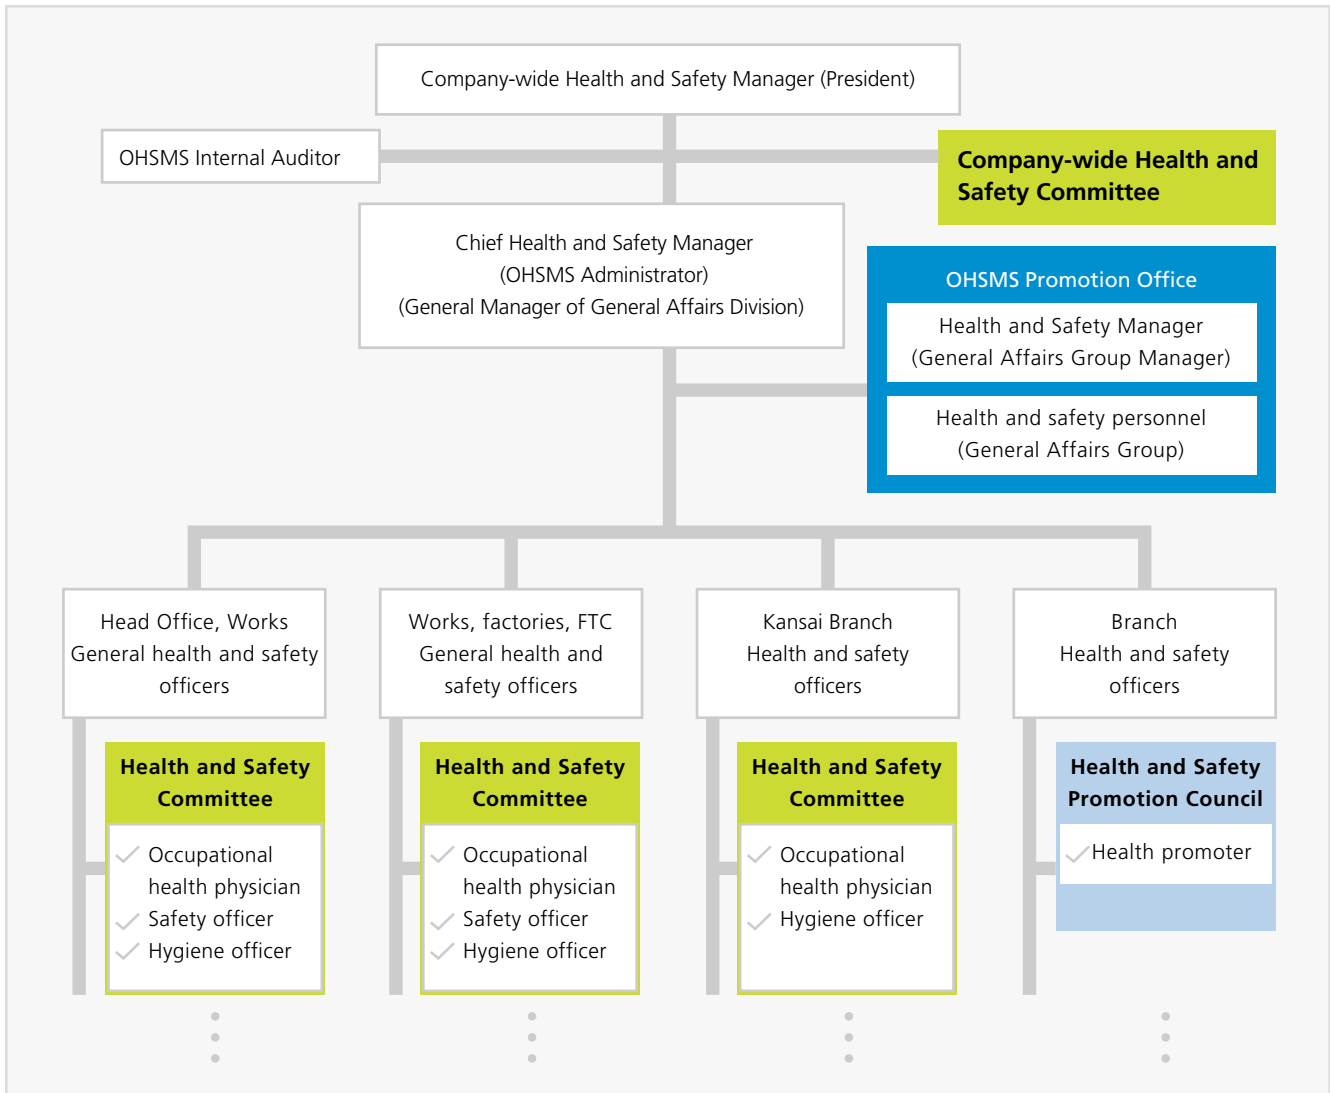 Company-wide Health and Safety Manager (President)
OHSMS Internal Auditor
Company-wide Health and
Safety Committee
Chief Health and Safety Manager
(OHSMS Administrator)
(General Manager of General Affairs Division)
OHSMS Promotion Office
Health and Safety Manager
(General Affairs Group Manager)
Health and safety personnel
(General Affairs Group)
Head Office, Works
General health and safety
officers
Health and Safety
Committee
Occupational
health physician
Safety officer
Hygiene officer
Works, factories, FTC
General health and
safety officers
Health and Safety
Committee
Occupational
health physician
Safety officer
Hygiene officer
Kansai Branch
Health and safety
officers
Health and Safety
Committee
Occupational
health physician
Hygiene officer
Branch
Health and safety
officers
Health and Safety
Promotion Council
Health promoter